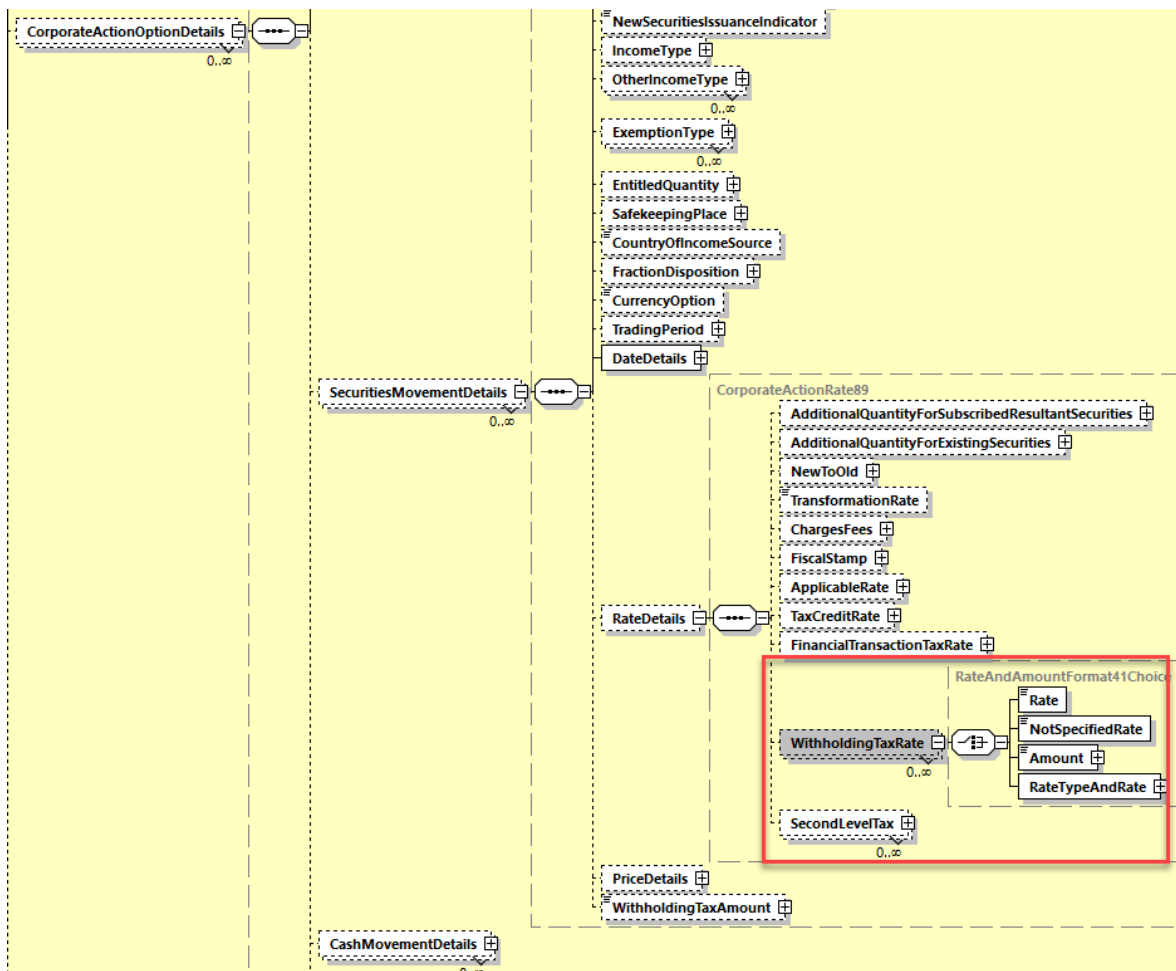 CorporateActionOptionDetails
0..∞
NewSecuritiesIssuanceIndicator
IncomeType
OtherIncomeType
0..∞
ExemptionType
0..∞
EntitledQuantity
SafekeepingPlace
CountryOfIncomeSource
FractionDisposition
CurrencyOption
TradingPeriod
DateDetails
SecuritiesMovementDetails
0..∞
CorporateActionRate89
AdditionalQuantityForSubscribedResultantSecurities
AdditionalQuantityForExistingSecurities
NewToOld
TransformationRate
ChargesFees
FiscalStamp
ApplicableRate
RateDetails
TaxCreditRate
FinancialTransactionTaxRate
RateAndAmountFormat41Choice
Rate
NotSpecifiedRate
WithholdingTaxRate
0..∞
Amount
RateTypeAndRate
SecondLevelTax
0..∞
PriceDetails
WithholdingTaxAmount
CashMovementDetails